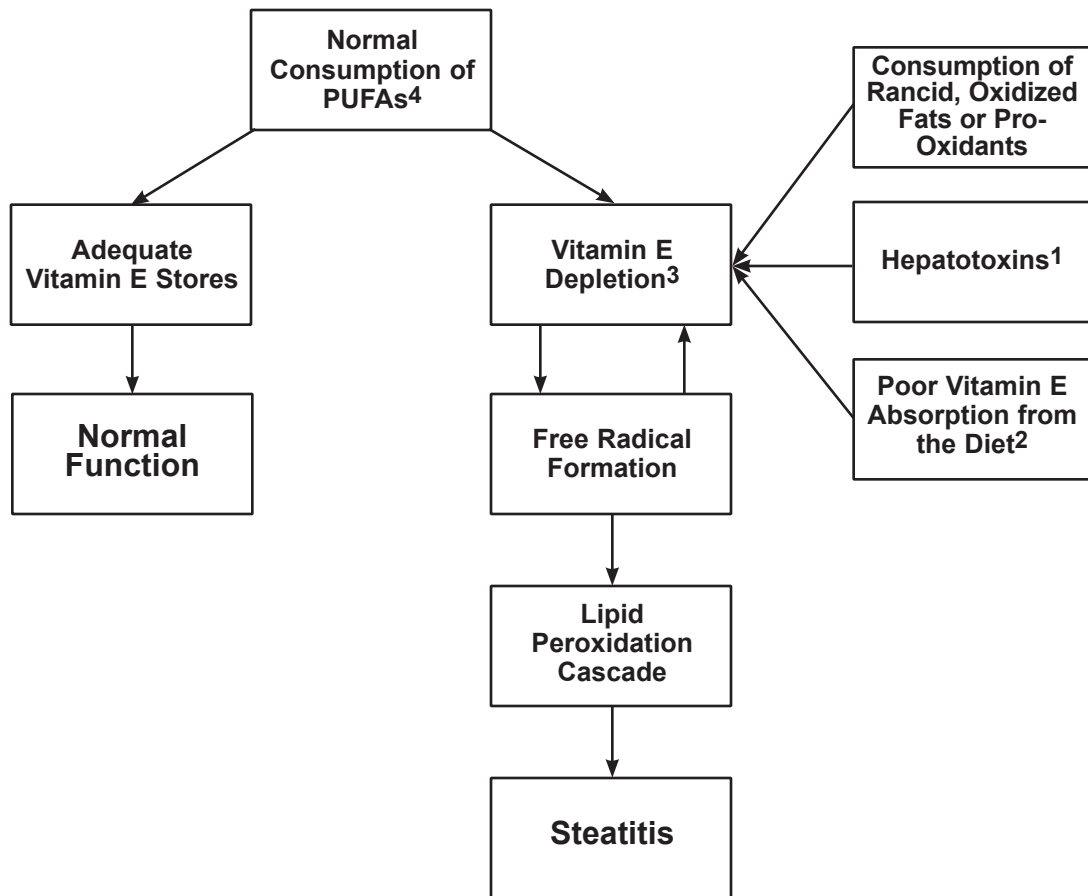 Normal
Consumption of
PUFAs4
Consumption of
Rancid, Oxidized
Fats or Pro-
Oxidants
Adequate
Vitamin E Stores
Vitamin E
Depletion3
Hepatotoxins1
Normal
Function
Free Radical
Formation
Poor Vitamin E
Absorption from
the Diet2
Lipid
Peroxidation
Cascade
Steatitis